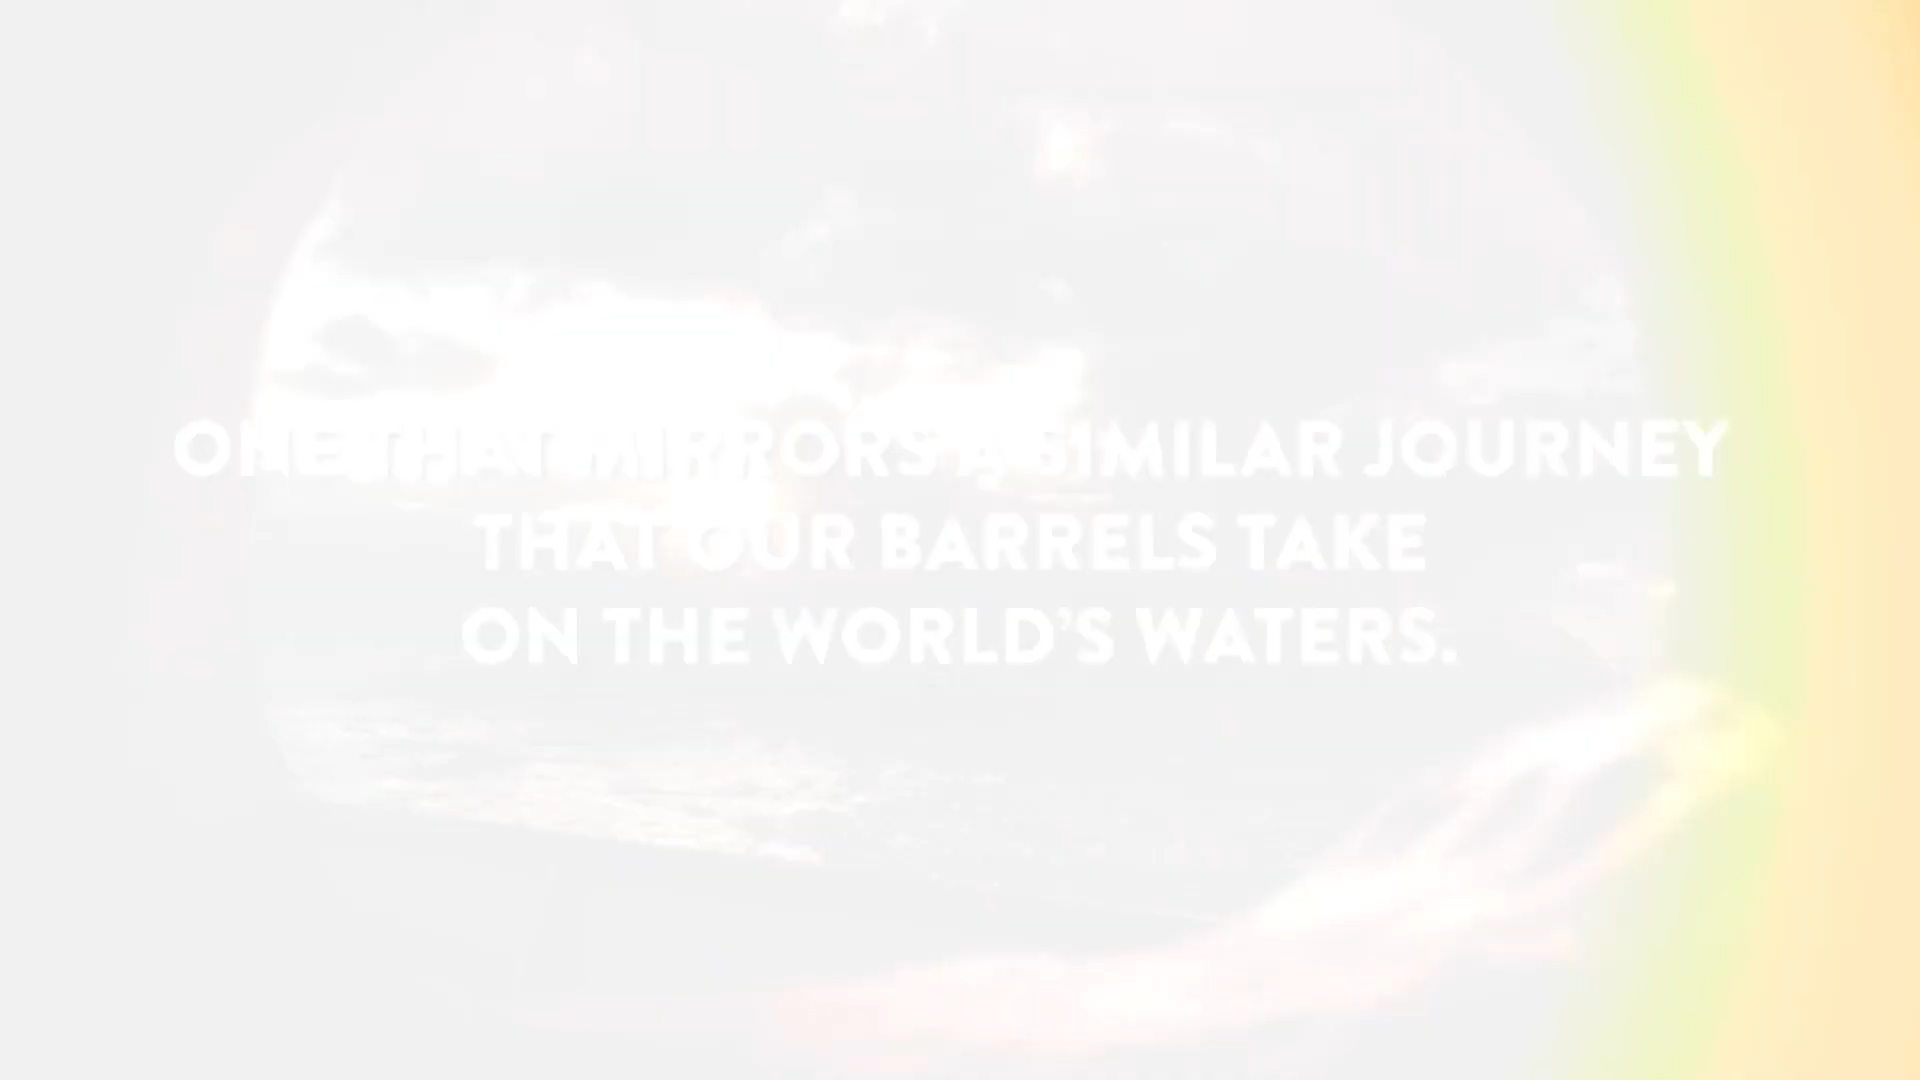 ONE THAT MIRRORS A SIMILAR JOURNEY
THAT OUR BARRELS TAKE
ON THE WORLD’S WATERS.